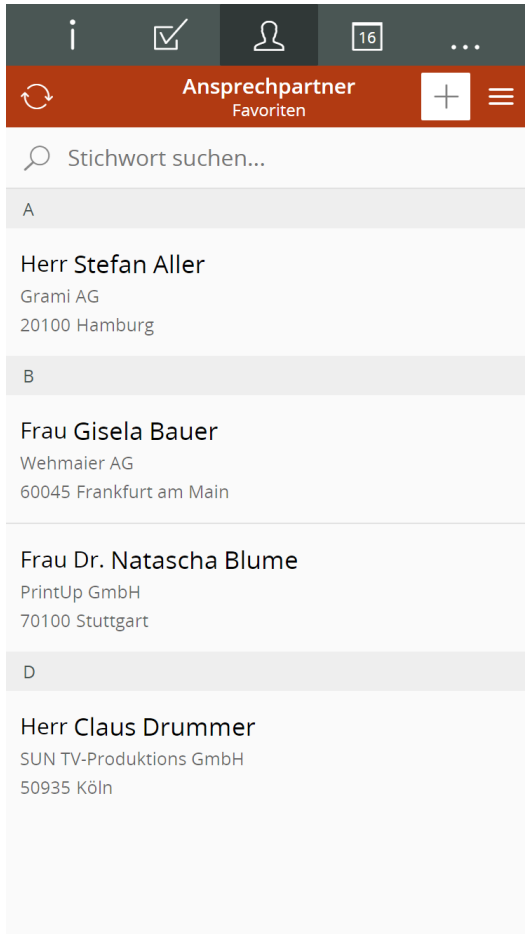 16
...
Ansprechpartner
Favoriten
Stichwort suchen...
A
Herr Stefan Aller
Grami AG
20100 Hamburg
B
Frau Gisela Bauer
Wehmaier AG
60045 Frankfurt am Main
Frau Dr. Natascha Blume
PrintUp GmbH
70100 Stuttgart
D
Herr Claus Drummer
SUN TV-Produktions GmbH
50935 Köln